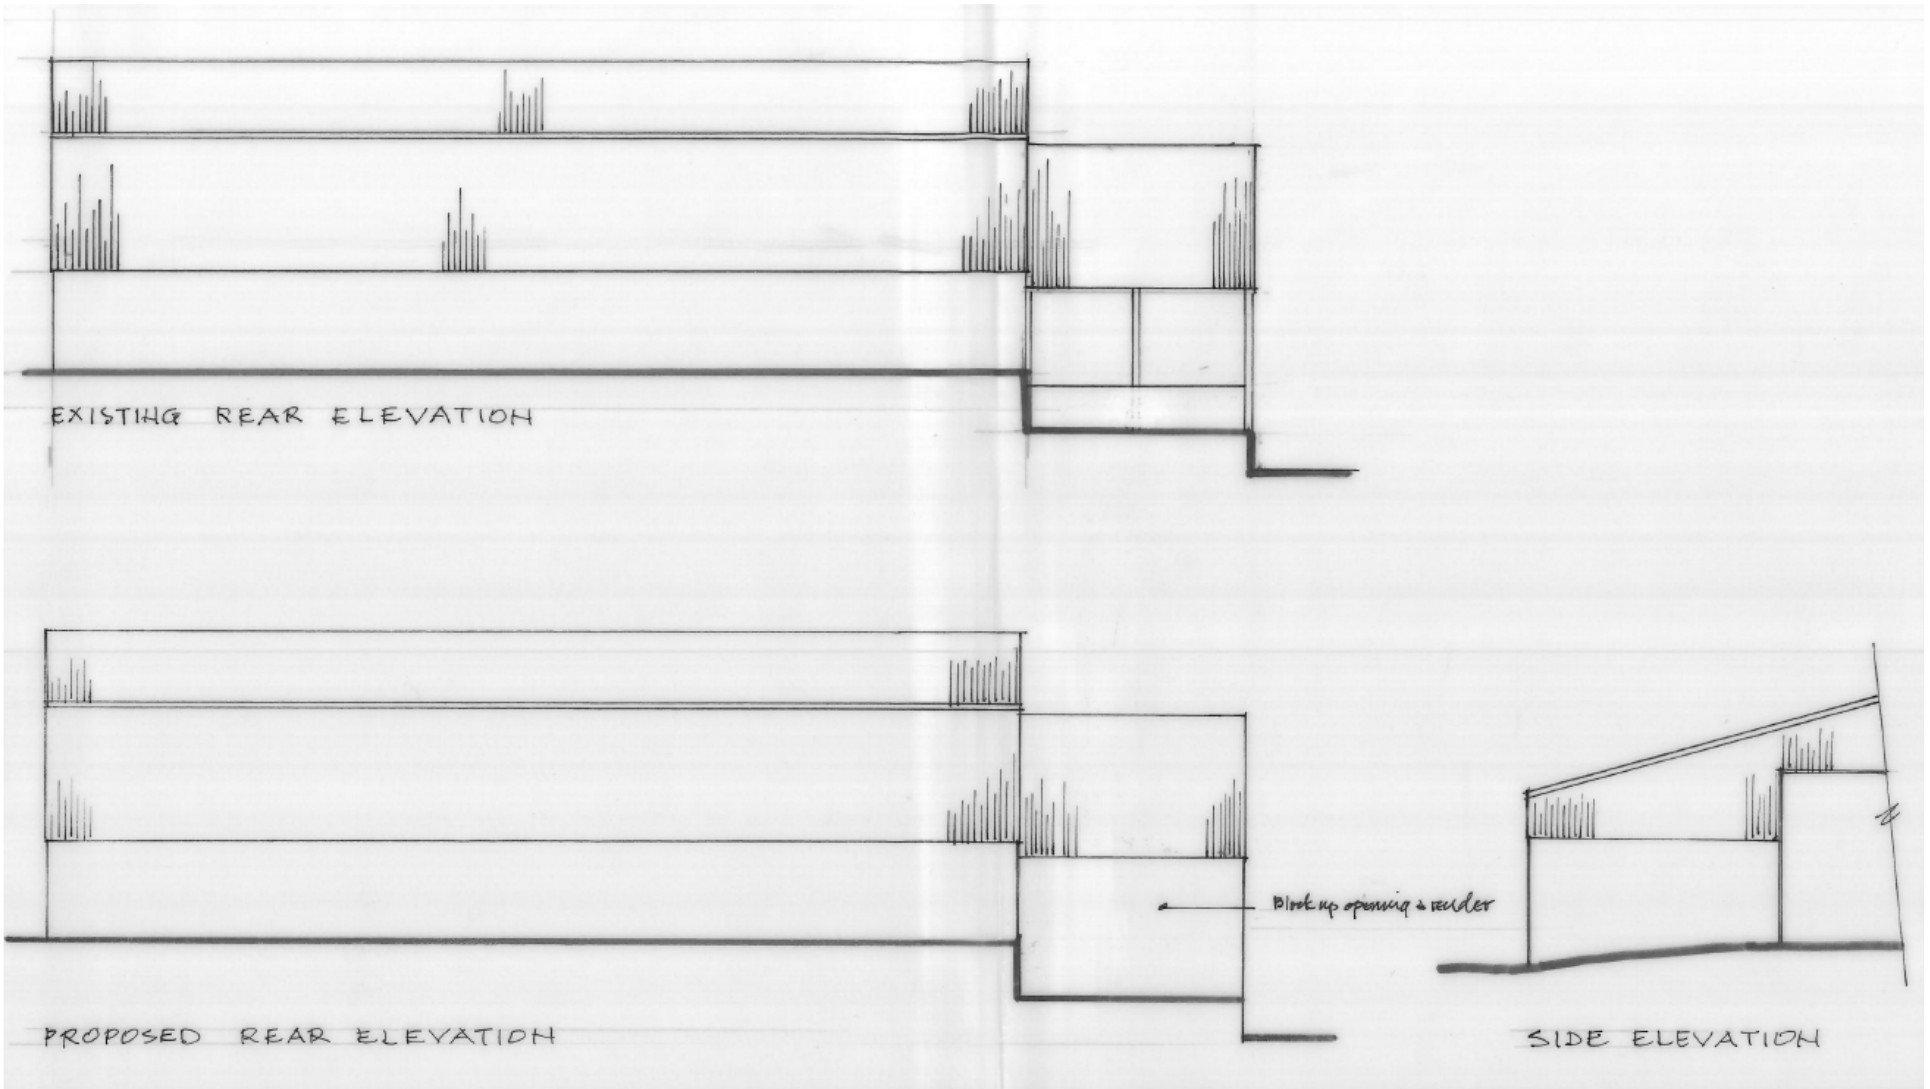 EXISTING REAR ELEVATION
Block up opening & render
PROPOSED REAR ELEVATION
SIDE ELEVATION